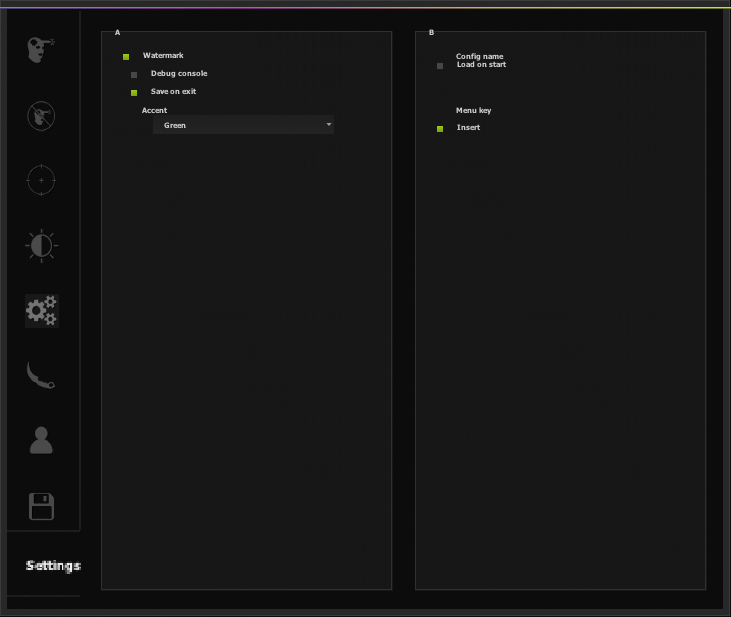 A
Watermark
Debug console
Save on exit
Accent
Green
B
Config name
Load on start
Menu key
Insert
Settings